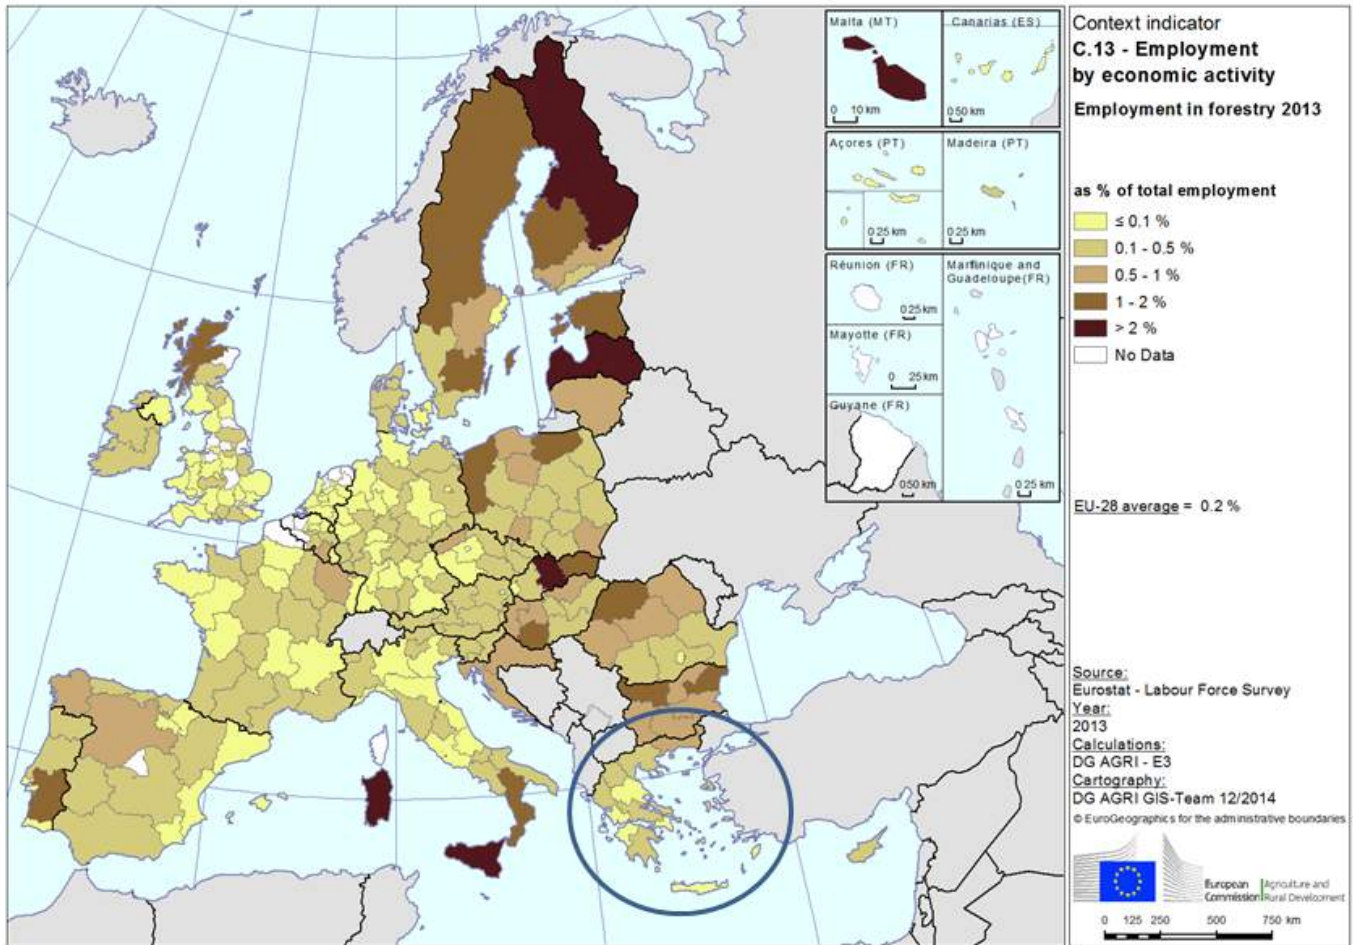 Malta (MT)
0 10 km
Canarias (ES)
0 50 km
Açores (PT)
0 25 km
Madeira (PT)
0 25 km
Réunion (FR)
0 25 km
Martinique and
Guadeloupe(FR)
0 25 km
Mayotte (FR)
0 25 km
Guyane (FR)
0 50 km
Context indicator
C.13 - Employment
by economic activity
Employment in forestry 2013
as % of total employment
≤ 0.1 %
0.1 - 0.5 %
0.5 - 1 %
1 - 2 %
> 2 %
No Data
EU-28 average = 0.2 %
Source:
Eurostat - Labour Force Survey
Year:
2013
Calculations:
DG AGRI - E3
Cartography:
DG AGRI GIS-Team 12/2014
© EuroGeographics for the administrative boundaries
European Commission
Agriculture and Rural Development
0 125 250 500 750 km